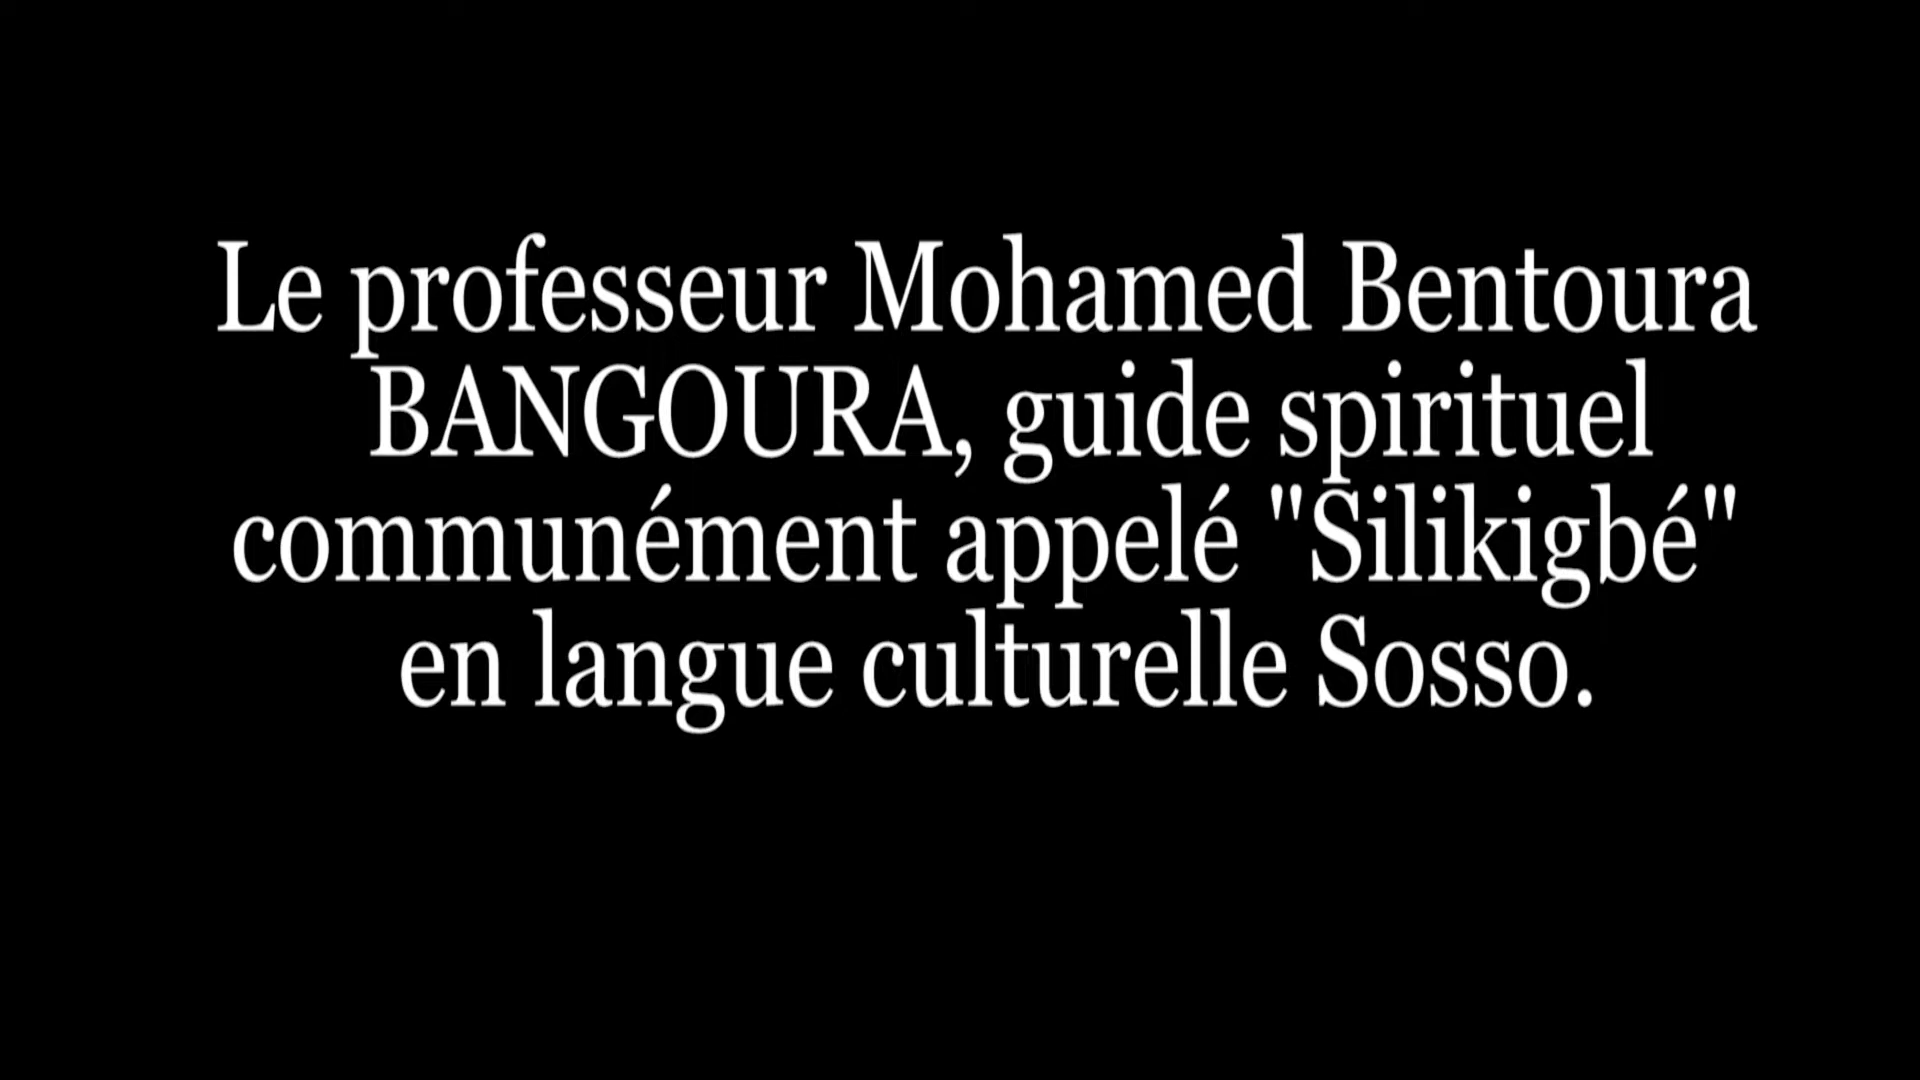 Le professeur Mohamed Bentoura
BANGOURA, guide spirituel
communément appelé "Silikigbé"
en langue culturelle Sosso.